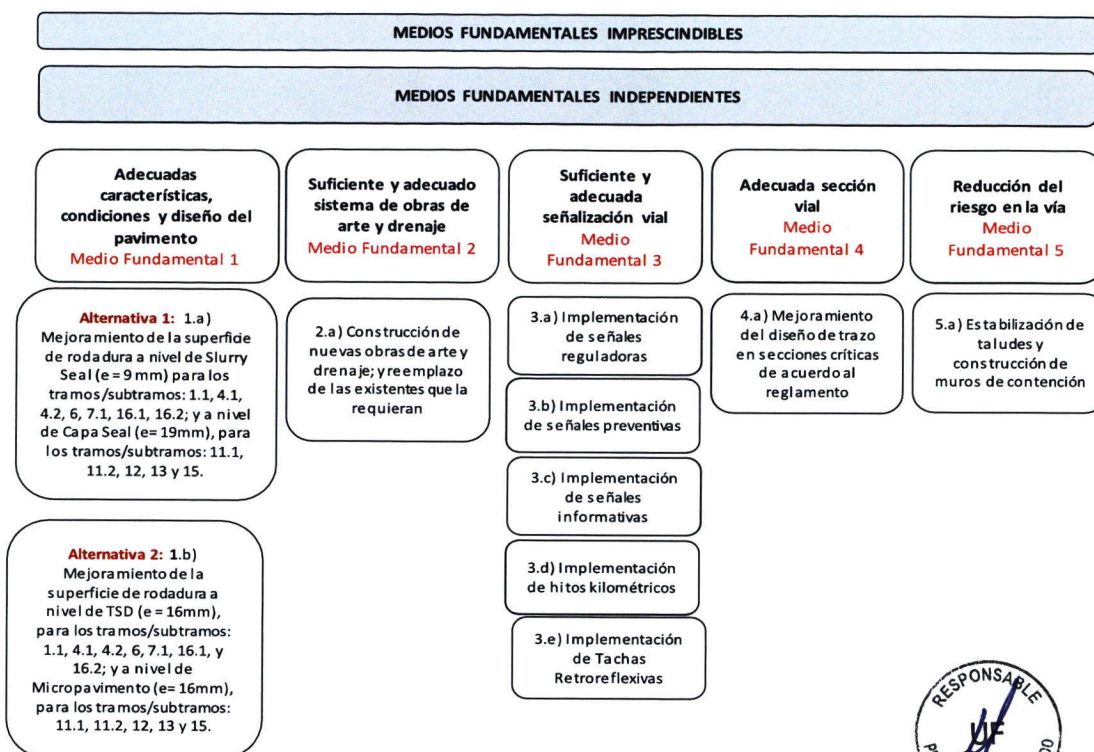 MEDIOS FUNDAMENTALES IMPRESCINDIBLES
MEDIOS FUNDAMENTALES INDEPENDIENTES
Adecuadas
características,
condiciones y diseño del
pavimento
Medio Fundamental 1
Alternativa 1: 1.a)
Mejoramiento de la superficie
de rodadura a nivel de Slurry
Seal (e = 9 mm) para los
tramos/subtramos: 1.1, 4.1,
4.2, 6, 7.1, 16.1, 16.2; y a nivel
de Capa Seal (e= 19mm), para
los tramos/subtramos: 11.1,
11.2, 12, 13 y 15.
Alternativa 2: 1.b)
Mejoramiento de la
superficie de rodadura a
nivel de TSD (e = 16mm),
para los tramos/subtramos:
1.1, 4.1, 4.2, 6, 7.1, 16.1, y
16.2; y a nivel de
Micropavimento (e= 16mm),
para los tramos/subtramos:
11.1, 11.2, 12, 13 y 15.
Suficiente y adecuado
sistema de obras de
arte y drenaje
Medio Fundamental 2
2.a) Construcción de
nuevas obras de arte y
drenaje; y reemplazo
de las existentes que la
requieran
Suficiente y
adecuada
señalización vial
Medio
Fundamental 3
3.a) Implementación
de señales
reguladoras
3.b) Implementación
de señales preventivas
3.c) Implementación
de señales
informativas
3.d) Implementación
de hitos kilométricos
3.e) Implementación
de Tachas
Retroreflexivas
Adecuada sección
vial
Medio
Fundamental 4
4.a) Mejoramiento
del diseño de trazo
en secciones críticas
de acuerdo al
reglamento
Reducción del
riesgo en la vía
Medio
Fundamental 5
5.a) Estabilización de
taludes y
construcción de
muros de contención
RESPONSABLE
UF